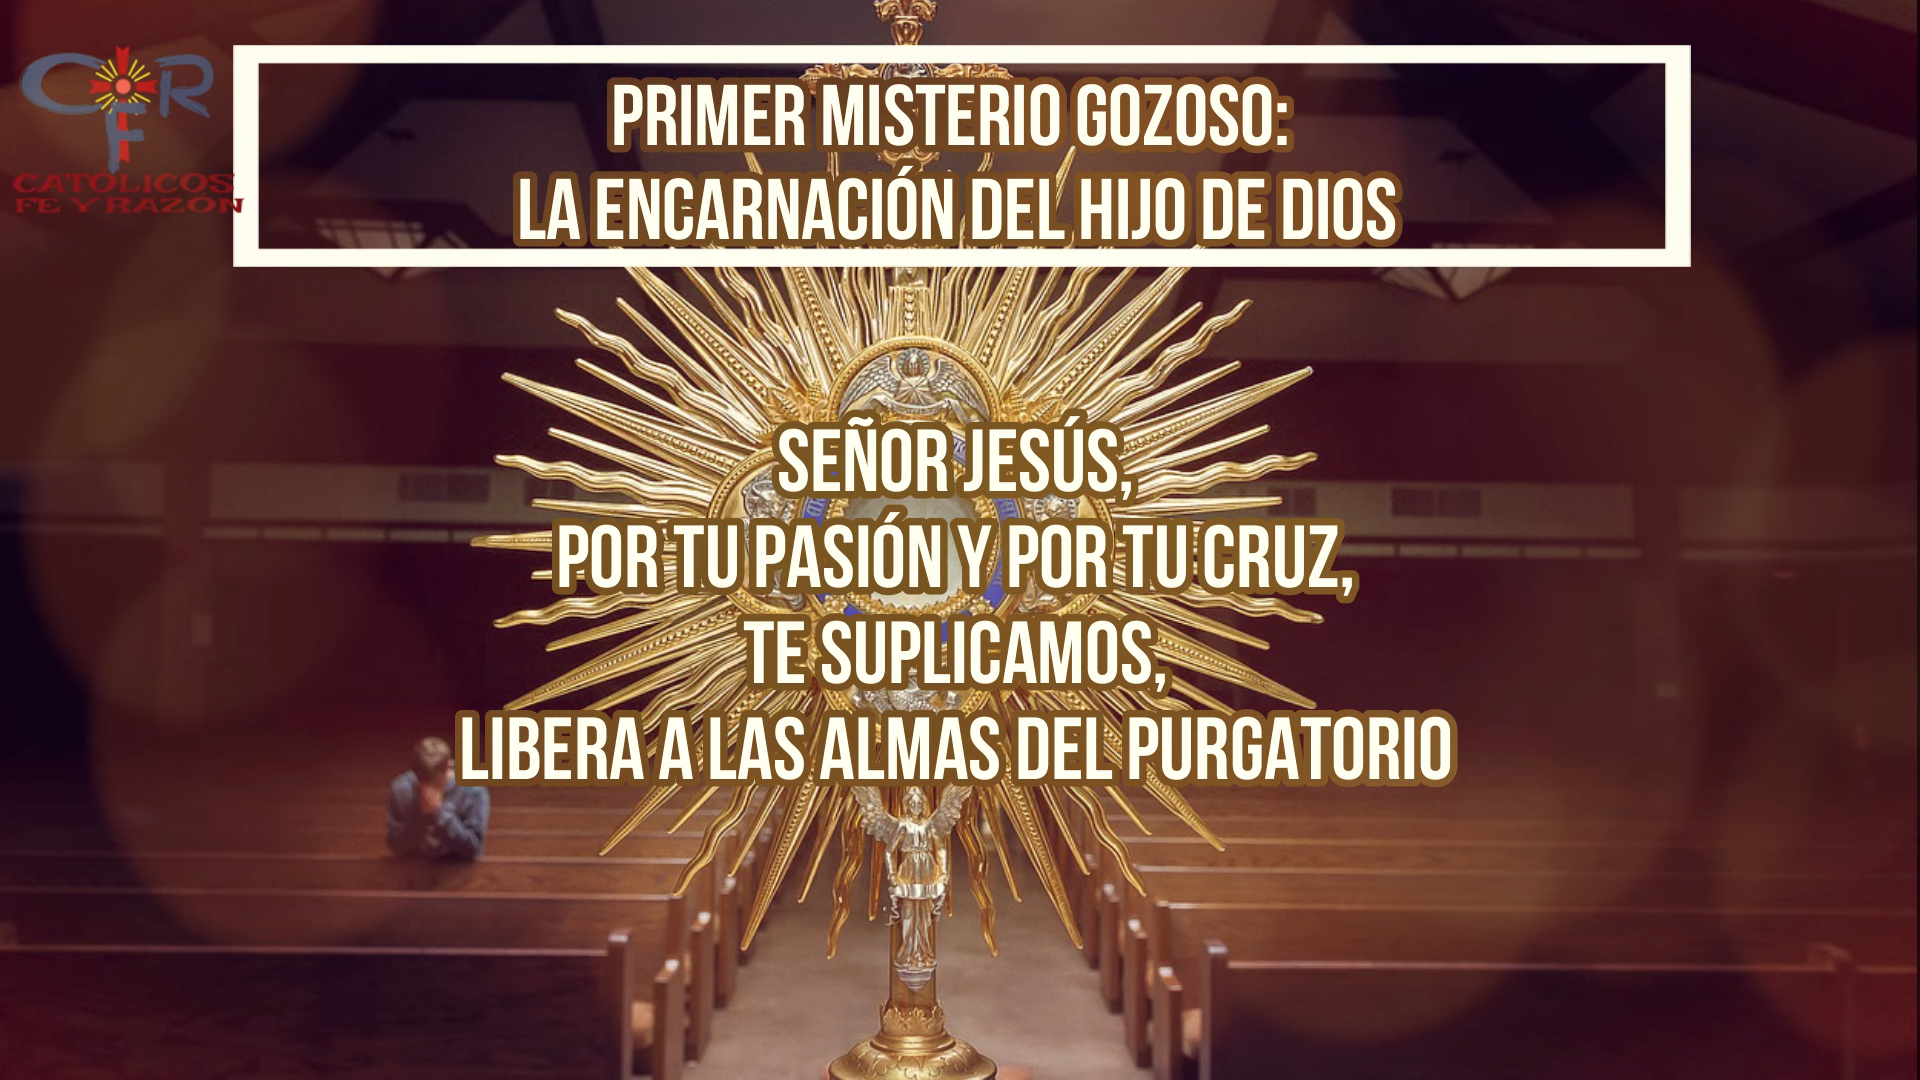 CFR
CATÓLICOS
FE Y RAZÓN
PRIMER MISTERIO GOZOSO:
LA ENCARNACIÓN DEL HIJO DE DIOS
SEÑOR JESÚS,
POR TU PASIÓN Y POR TU CRUZ,
TE SUPLICAMOS,
LIBERA A LAS ALMAS DEL PURGATORIO